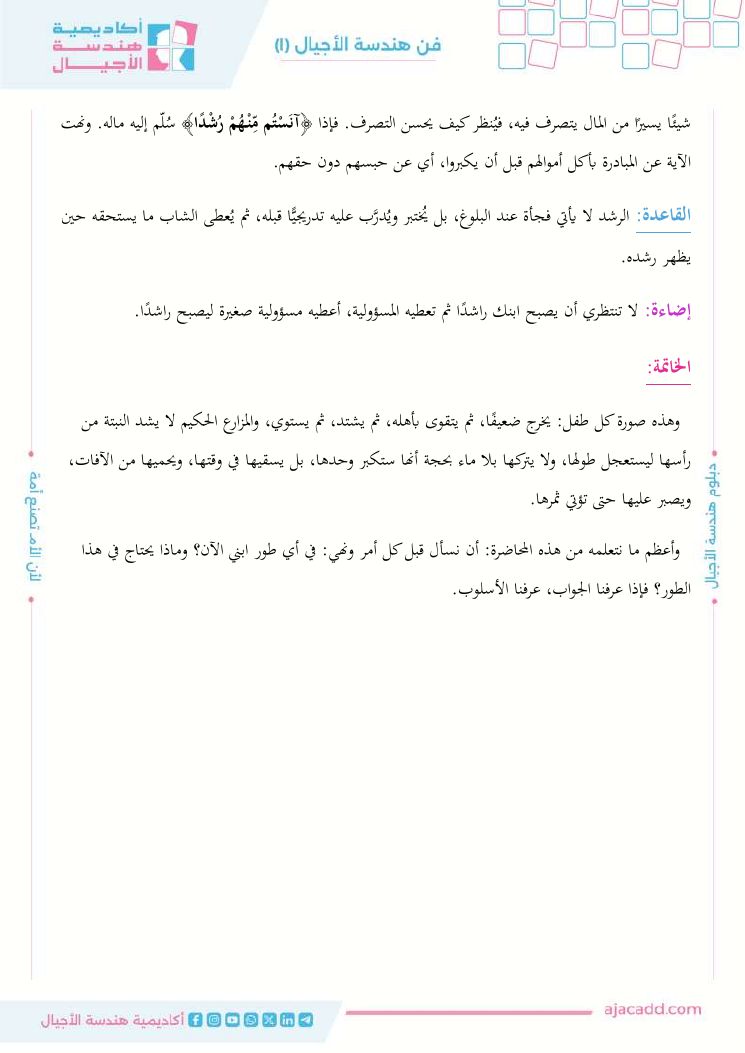 أكاديمية
هندسة
الأجيال
فن هندسة الأجيال (1)
شيئًا يسيرًا من المال يتصرف فيه، فيُنظر كيف يحسن التصرف. فإذا ﴿آنَسْتُم مِّنْهُمْ رُشْدًا﴾ سُلّم إليه ماله. ونهت
الآية عن المبادرة بأكل أموالهم قبل أن يكبروا، أي عن حبسهم دون حقهم.
القاعدة: الرشد لا يأتي فجأة عند البلوغ، بل يُختبر ويُدرَّب عليه تدريجيًّا قبله، ثم يُعطى الشاب ما يستحقه حين
يظهر رشده.
إضاءة: لا تنتظري أن يصبح ابنك راشدًا ثم تعطيه المسؤولية، أعطيه مسؤولية صغيرة ليصبح راشدًا.
الخاتمة:
وهذه صورة كل طفل: يخرج ضعيفًا، ثم يتقوى بأهله، ثم يشتد، ثم يستوي، والمزارع الحكيم لا يشد النبتة من
رأسها ليستعجل طولها، ولا يتركها بلا ماء بحجة أنها ستكبر وحدها، بل يسقيها في وقتها، ويحميها من الآفات،
ويصبر عليها حتى تؤتي ثمرها.
وأعظم ما نتعلمه من هذه المحاضرة: أن نسأل قبل كل أمر ونهي: في أي طور ابني الآن؟ وماذا يحتاج في هذا
الطور؟ فإذا عرفنا الجواب، عرفنا الأسلوب.
دبلوم هندسة الأجيال
لأن الأم تصنع أمة
أكاديمية هندسة الأجيال
ajacadd.com